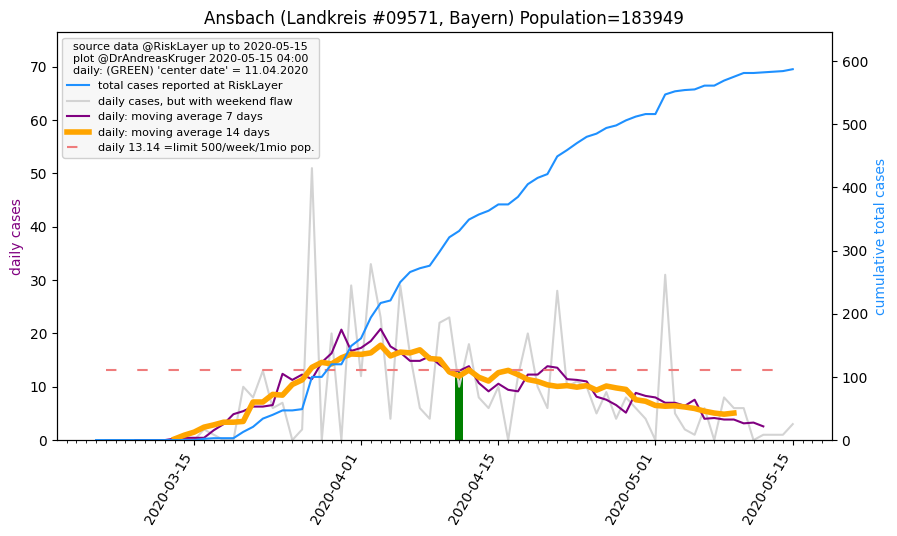 Ansbach (Landkreis #09571, Bayern) Population=183949
source data @RiskLayer up to 2020-05-15
plot @DrAndreasKruger 2020-05-15 04:00
daily: (GREEN) 'center date' = 11.04.2020
total cases reported at RiskLayer
daily cases, but with weekend flaw
daily: moving average 7 days
daily: moving average 14 days
daily 13.14 =limit 500/week/1mio pop.
daily cases
70
60
50
40
30
20
10
0
600
500
400
300
200
100
0
cumulative total cases
2020-03-15
2020-04-01
2020-04-15
2020-05-01
2020-05-15